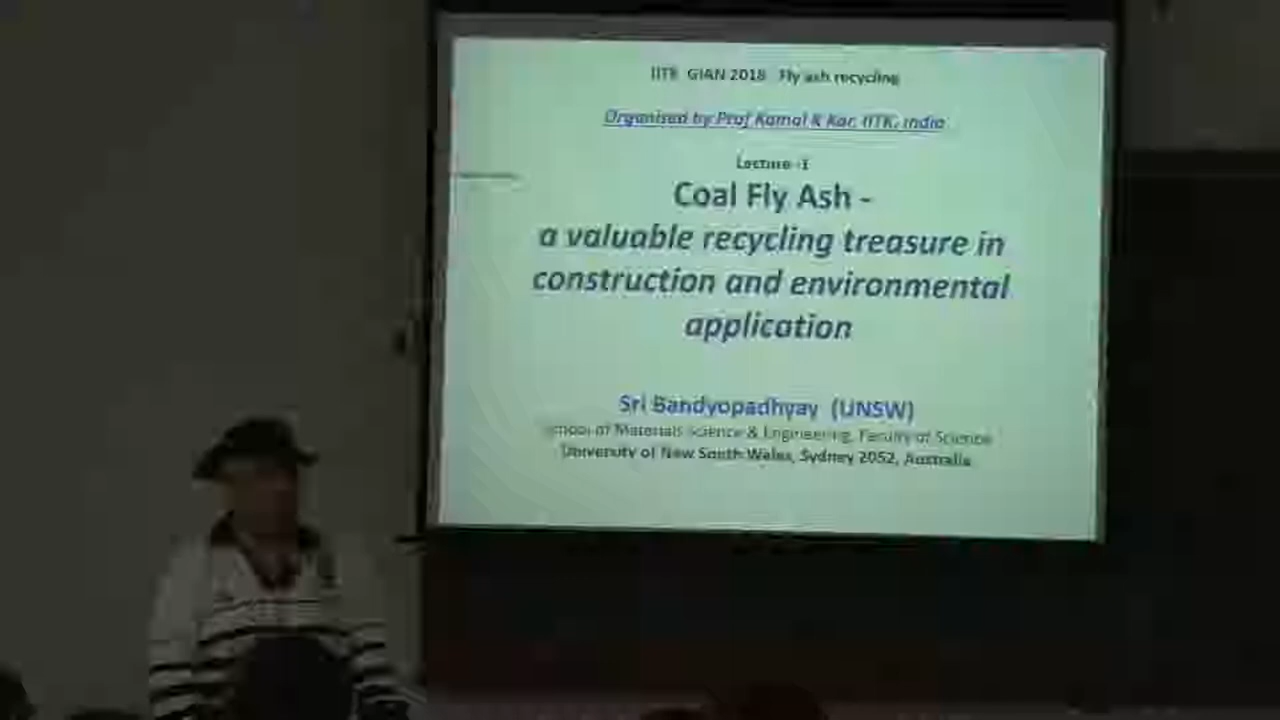 IITK GIAN 2018 Fly ash recycling
Organised by Prof Kamal K Kar, IITK, India
Lecture -1
Coal Fly Ash -
a valuable recycling treasure in
construction and environmental
application
Sri Bandyopadhyay (UNSW)
School of Materials Science & Engineering, Faculty of Science
University of New South Wales, Sydney 2052, Australia